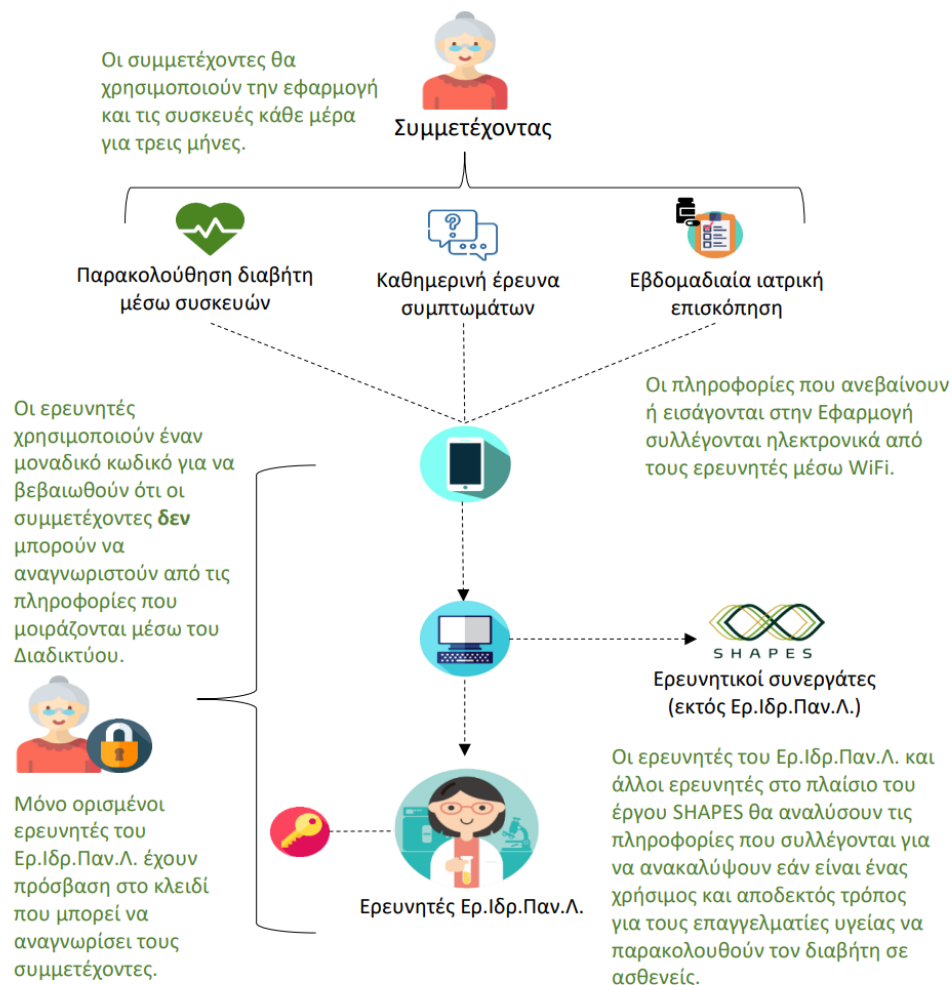 Οι συμμετέχοντες θα
χρησιμοποιούν την εφαρμογή
και τις συσκευές κάθε μέρα
για τρεις μήνες.
Συμμετέχοντας
Παρακολούθηση διαβήτη
μέσω συσκευών
Καθημερινή έρευνα
συμπτωμάτων
Εβδομαδιαία ιατρική
επισκόπηση
Οι πληροφορίες που ανεβαίνουν
ή εισάγονται στην Εφαρμογή
συλλέγονται ηλεκτρονικά από
τους ερευνητές μέσω WiFi.
Οι ερευνητές
χρησιμοποιούν έναν
μοναδικό κωδικό για να
βεβαιωθούν ότι οι
συμμετέχοντες δεν
μπορούν να
αναγνωριστούν από τις
πληροφορίες που
μοιράζονται μέσω του
Διαδικτύου.
SHAPES
Ερευνητικοί συνεργάτες
(εκτός Ερ.Ιδρ.Παν.Λ.)
Μόνο ορισμένοι
ερευνητές του
Ερ.Ιδρ.Παν.Λ. έχουν
πρόσβαση στο κλειδί
που μπορεί να
αναγνωρίσει τους
συμμετέχοντες.
Ερευνητές Ερ.Ιδρ.Παν.Λ.
Οι ερευνητές του Ερ.Ιδρ.Παν.Λ. και
άλλοι ερευνητές στο πλαίσιο του
έργου SHAPES θα αναλύσουν τις
πληροφορίες που συλλέγονται για
να ανακαλύψουν εάν είναι ένας
χρήσιμος και αποδεκτός τρόπος
για τους επαγγελματίες υγείας να
παρακολουθούν τον διαβήτη σε
ασθενείς.